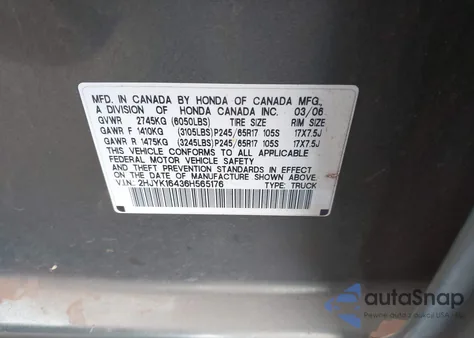 MFD. IN CANADA BY HONDA OF CANADA MFG.,
A DIVISION OF HONDA CANADA INC. 03/06
GVWR 2745KG (6050LBS) TIRE SIZE RIM SIZE
GAWR F 1410KG (3105LBS) P245/65R17 105S 17X7.5J
GAWR R 1475KG (3245LBS) P245/65R17 105S 17X7.5J
THIS VEHICLE CONFORMS TO ALL APPLICABLE
FEDERAL MOTOR VEHICLE SAFETY AND
THEFT PREVENTION STANDARDS IN EFFECT ON
THE DATE OF MANUFACTURE SHOWN ABOVE.
V.I.N.: 2HJYK16436H565176 TYPE: TRUCK
autoSnap